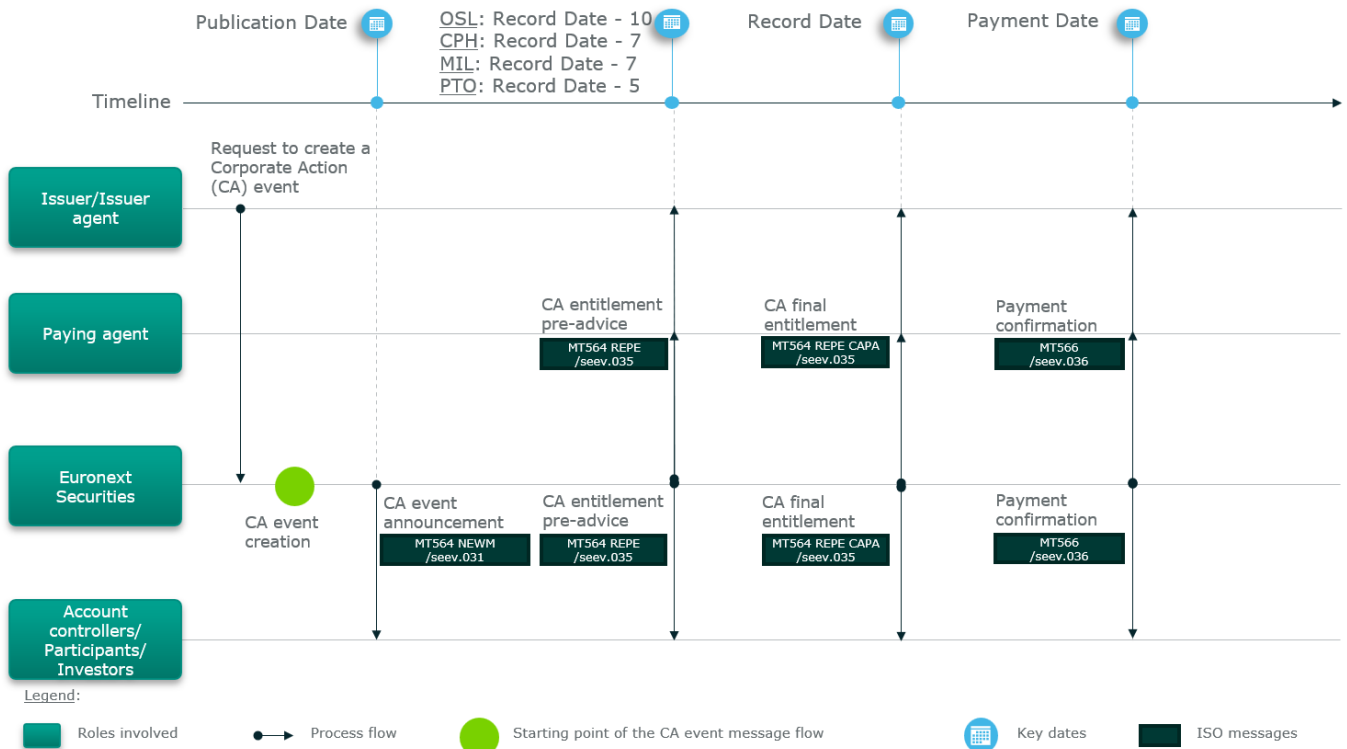 Publication Date
OSL: Record Date - 10
CPH: Record Date - 7
MIL: Record Date - 7
PTO: Record Date - 5
Record Date
Payment Date
Timeline
Request to create a
Corporate Action
(CA) event
Issuer/Issuer
agent
Paying agent
CA entitlement
pre-advice
MT564 REPE
/seev.035
CA final
entitlement
MT564 REPE CAPA
/seev.035
Payment
confirmation
MT566
/seev.036
Euronext
Securities
CA event
creation
CA event
announcement
MT564 NEWM
/seev.031
CA entitlement
pre-advice
MT564 REPE
/seev.035
CA final
entitlement
MT564 REPE CAPA
/seev.035
Payment
confirmation
MT566
/seev.036
Account
controllers/
Participants/
Investors
Legend:
Roles involved
Process flow
Starting point of the CA event message flow
Key dates
ISO messages